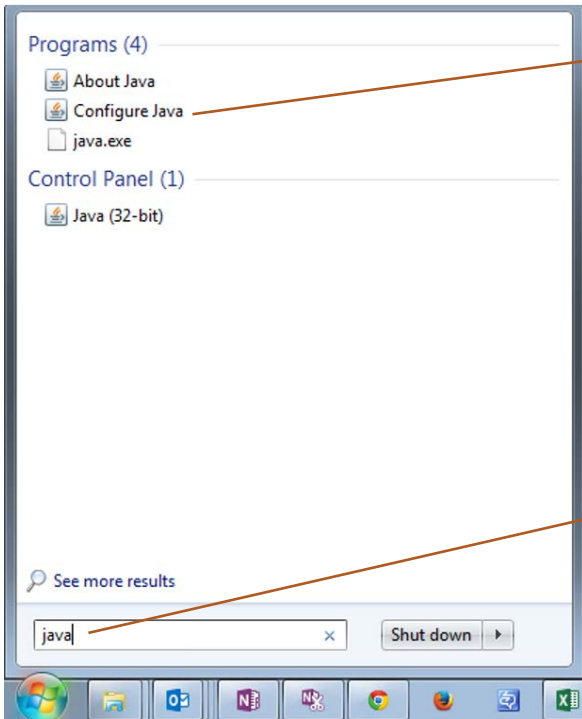 Programs (4)
About Java
Configure Java
java.exe
Control Panel (1)
Java (32-bit)
See more results
java
Shut down